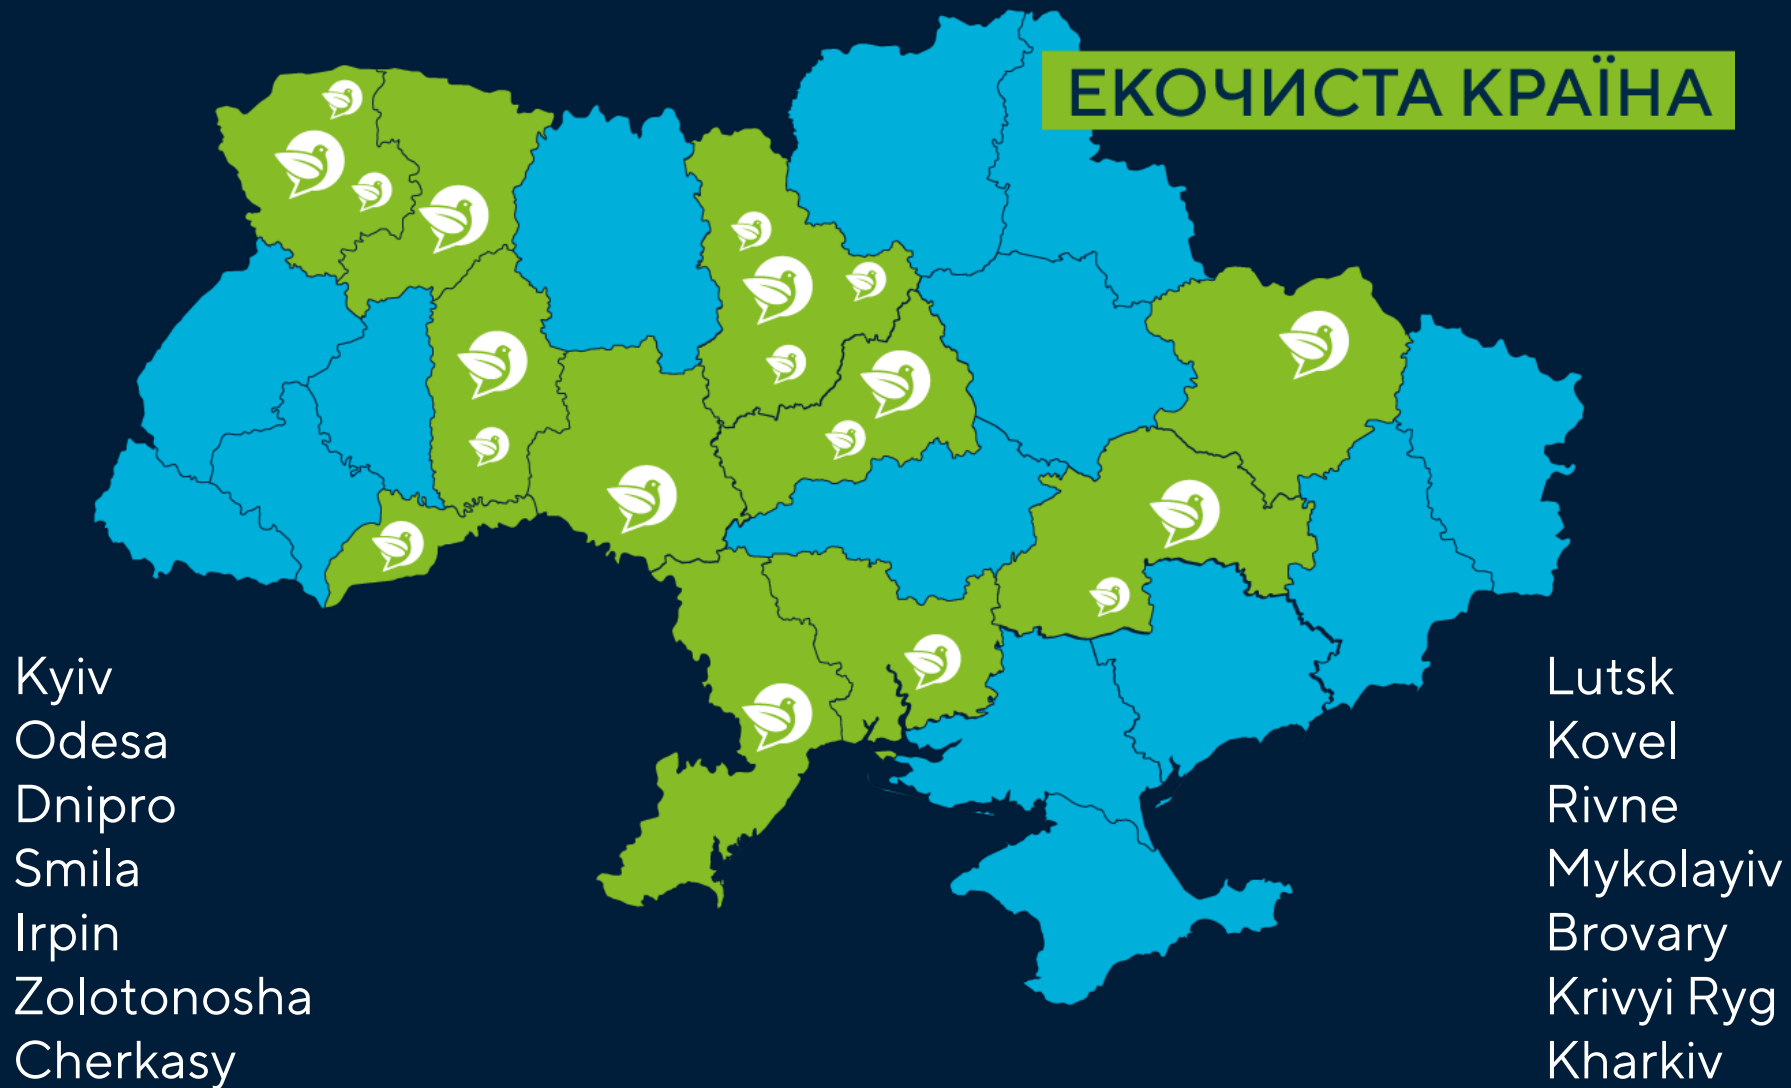 ЕКОЧИСТА КРАЇНА
Kyiv
Odesa
Dnipro
Smila
Irpin
Zolotonosha
Cherkasy
Lutsk
Kovel
Rivne
Mykolayiv
Brovary
Krivyi Ryg
Kharkiv